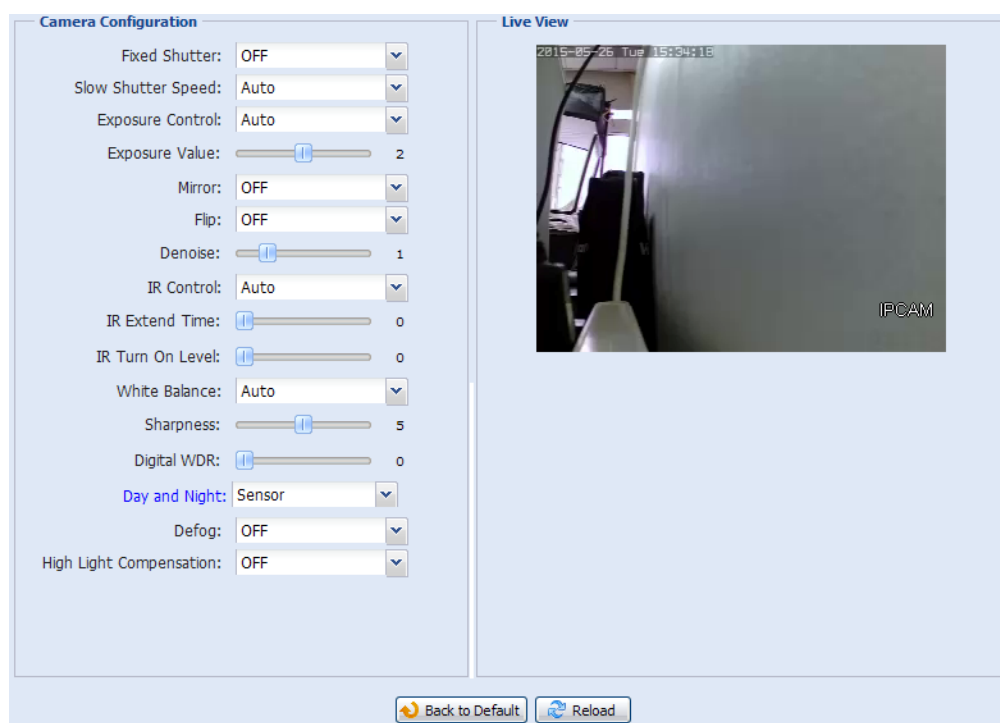 Camera Configuration
Fixed Shutter: OFF
Slow Shutter Speed: Auto
Exposure Control: Auto
Exposure Value: 2
Mirror: OFF
Flip: OFF
Denoise: 1
IR Control: Auto
IR Extend Time: 0
IR Turn On Level: 0
White Balance: Auto
Sharpness: 5
Digital WDR: 0
Day and Night: Sensor
Defog: OFF
High Light Compensation: OFF
Live View
2015-05-26 Tue 15:34:18
IPCAM
Back to Default
Reload